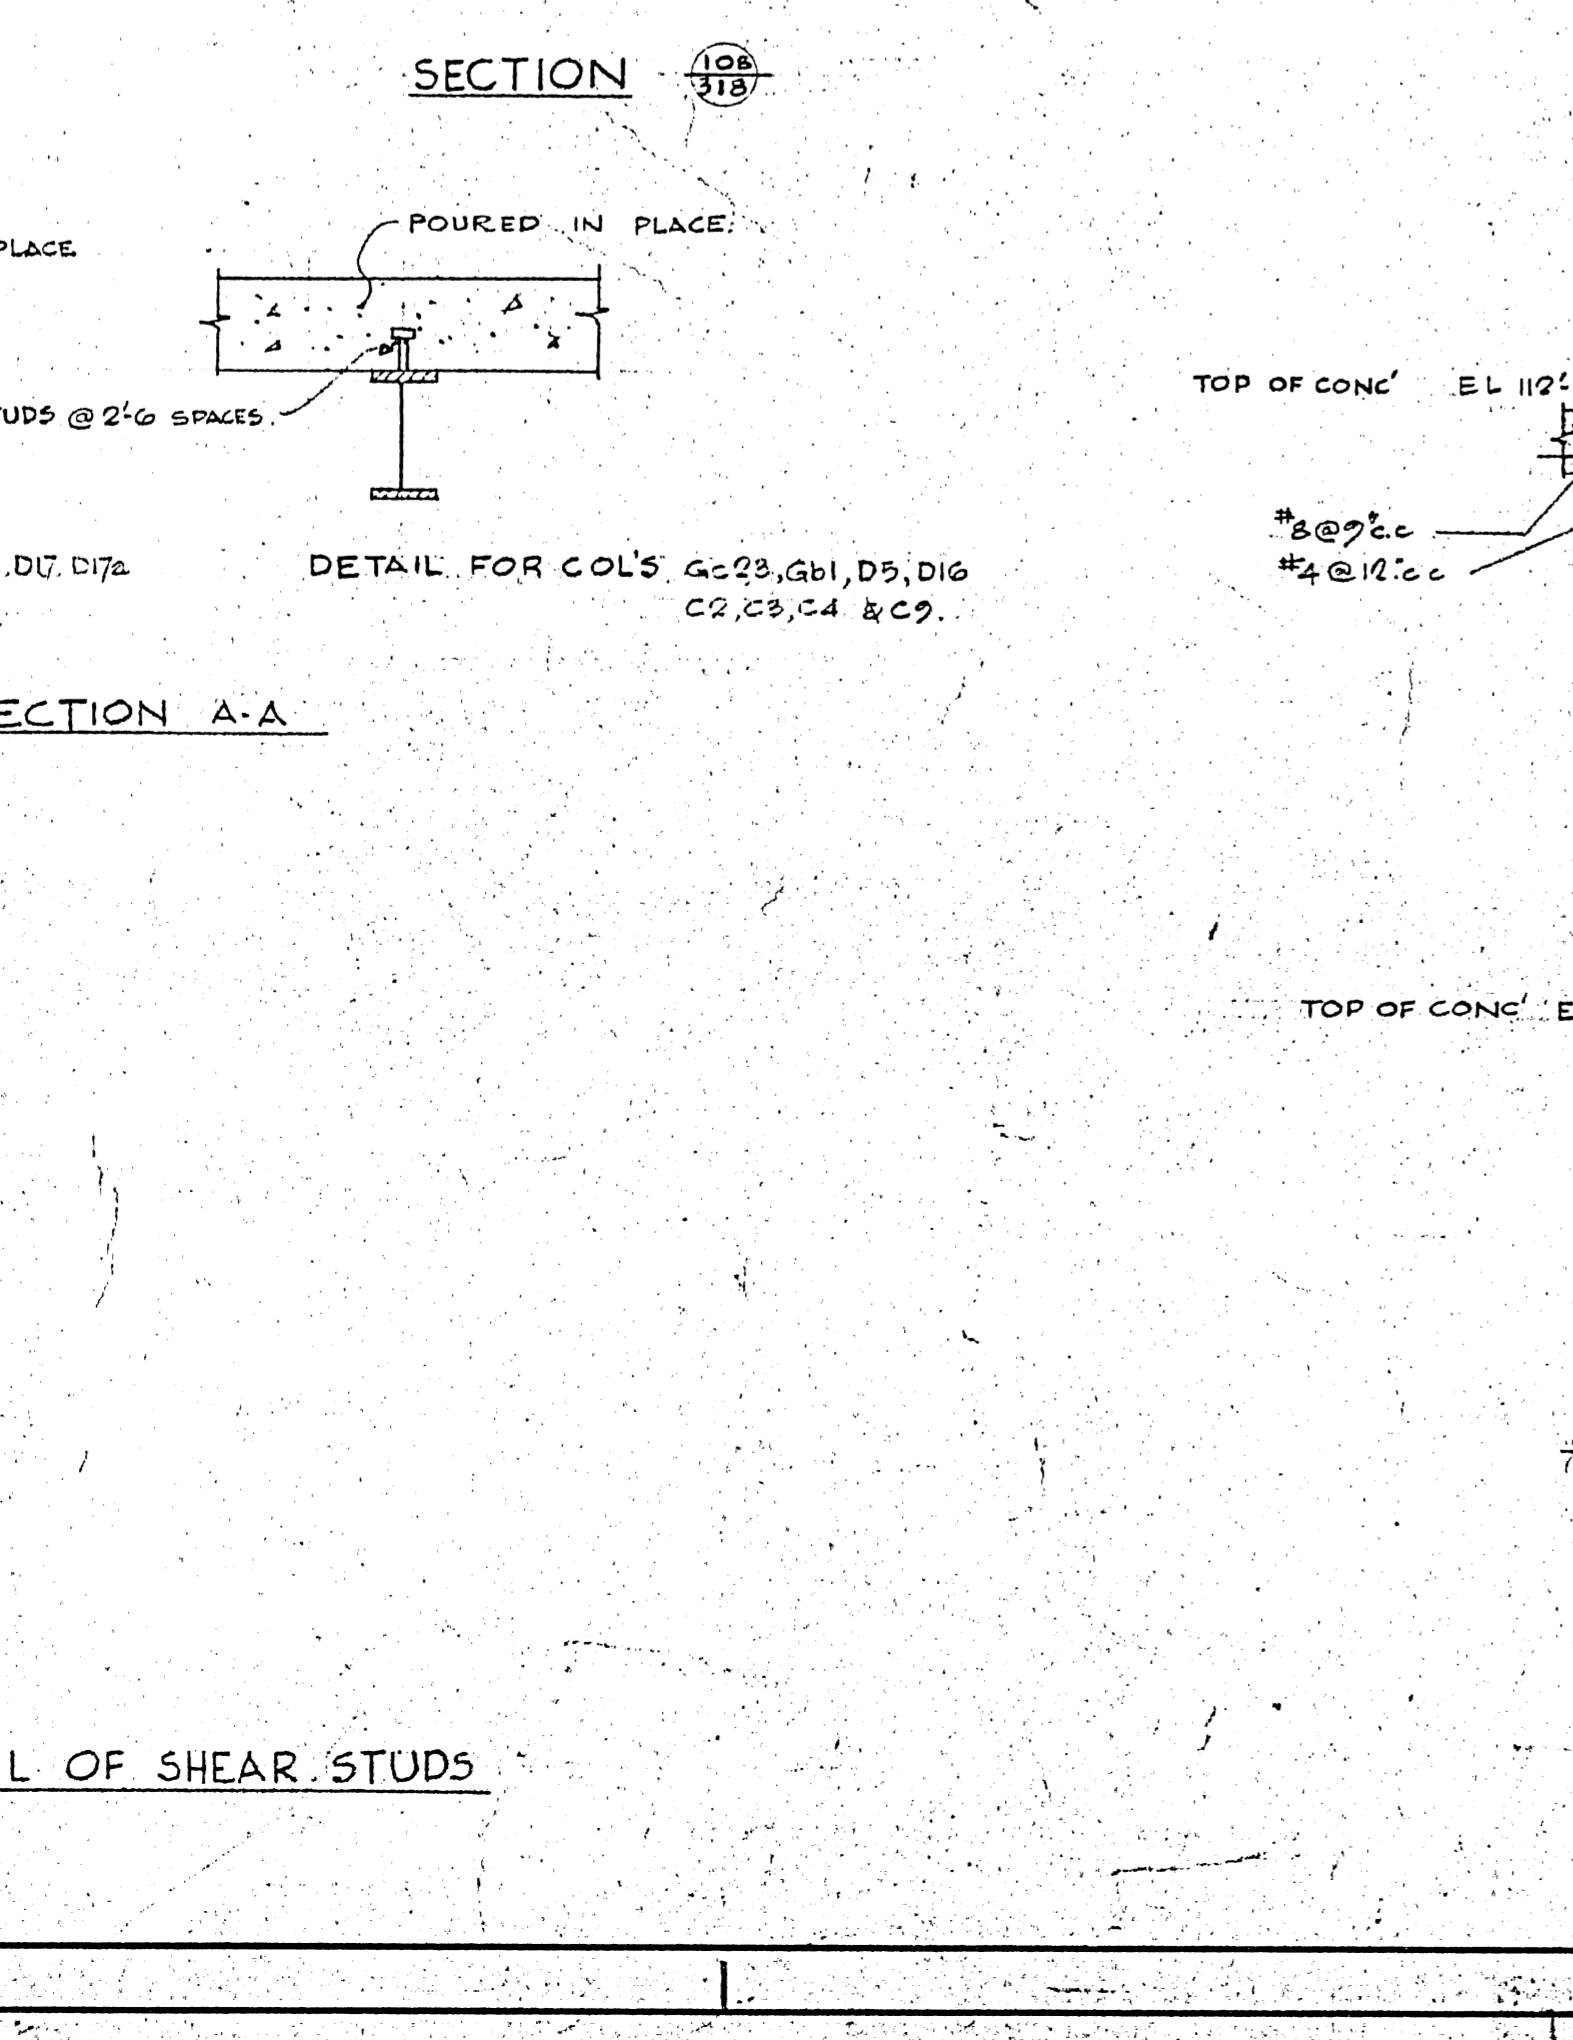 SECTION 108
318
POURED IN PLACE.
PLACE
TOP OF CONC' EL 112'-
UDS @ 2'-6 SPACES.
#8@9"c.c
#4@12"cc
D17. D17a
DETAIL FOR COL'S Gc23, Gb1, D5, D16
C2, C3, C4 & C9.
ECTION A-A
TOP OF CONC' E
7
L OF SHEAR STUDS